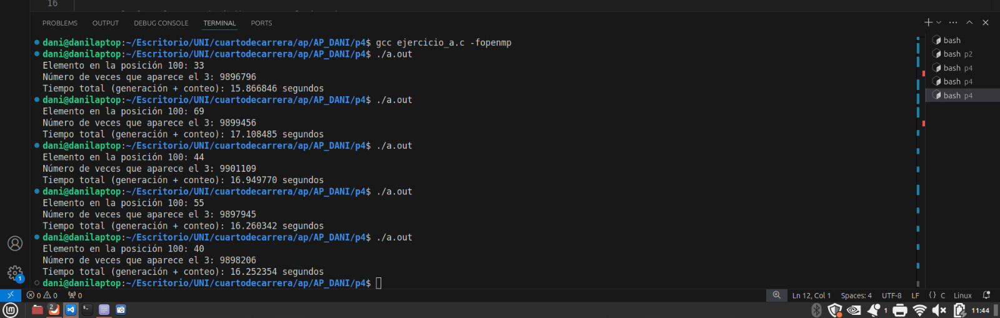 16
PROBLEMS OUTPUT DEBUG CONSOLE TERMINAL PORTS
dani@danilaptop:~/Escritorio/UNI/cuartodecarrera/ap/AP_DANI/p4$ gcc ejercicio_a.c -fopenmp
dani@danilaptop:~/Escritorio/UNI/cuartodecarrera/ap/AP_DANI/p4$ ./a.out
Elemento en la posición 100: 33
Número de veces que aparece el 3: 9896796
Tiempo total (generación + conteo): 15.866846 segundos
dani@danilaptop:~/Escritorio/UNI/cuartodecarrera/ap/AP_DANI/p4$ ./a.out
Elemento en la posición 100: 69
Número de veces que aparece el 3: 9899456
Tiempo total (generación + conteo): 17.108485 segundos
dani@danilaptop:~/Escritorio/UNI/cuartodecarrera/ap/AP_DANI/p4$ ./a.out
Elemento en la posición 100: 44
Número de veces que aparece el 3: 9901109
Tiempo total (generación + conteo): 16.949770 segundos
dani@danilaptop:~/Escritorio/UNI/cuartodecarrera/ap/AP_DANI/p4$ ./a.out
Elemento en la posición 100: 55
Número de veces que aparece el 3: 9897945
Tiempo total (generación + conteo): 16.260342 segundos
dani@danilaptop:~/Escritorio/UNI/cuartodecarrera/ap/AP_DANI/p4$ ./a.out
Elemento en la posición 100: 40
Número de veces que aparece el 3: 9898206
Tiempo total (generación + conteo): 16.252354 segundos
dani@danilaptop:~/Escritorio/UNI/cuartodecarrera/ap/AP_DANI/p4$
bash
bash p2
bash p4
bash p4
bash p4
1
0 0 0 Ln 12, Col 1 Spaces: 4 UTF-8 LF {} C Linux
2 1 11:44